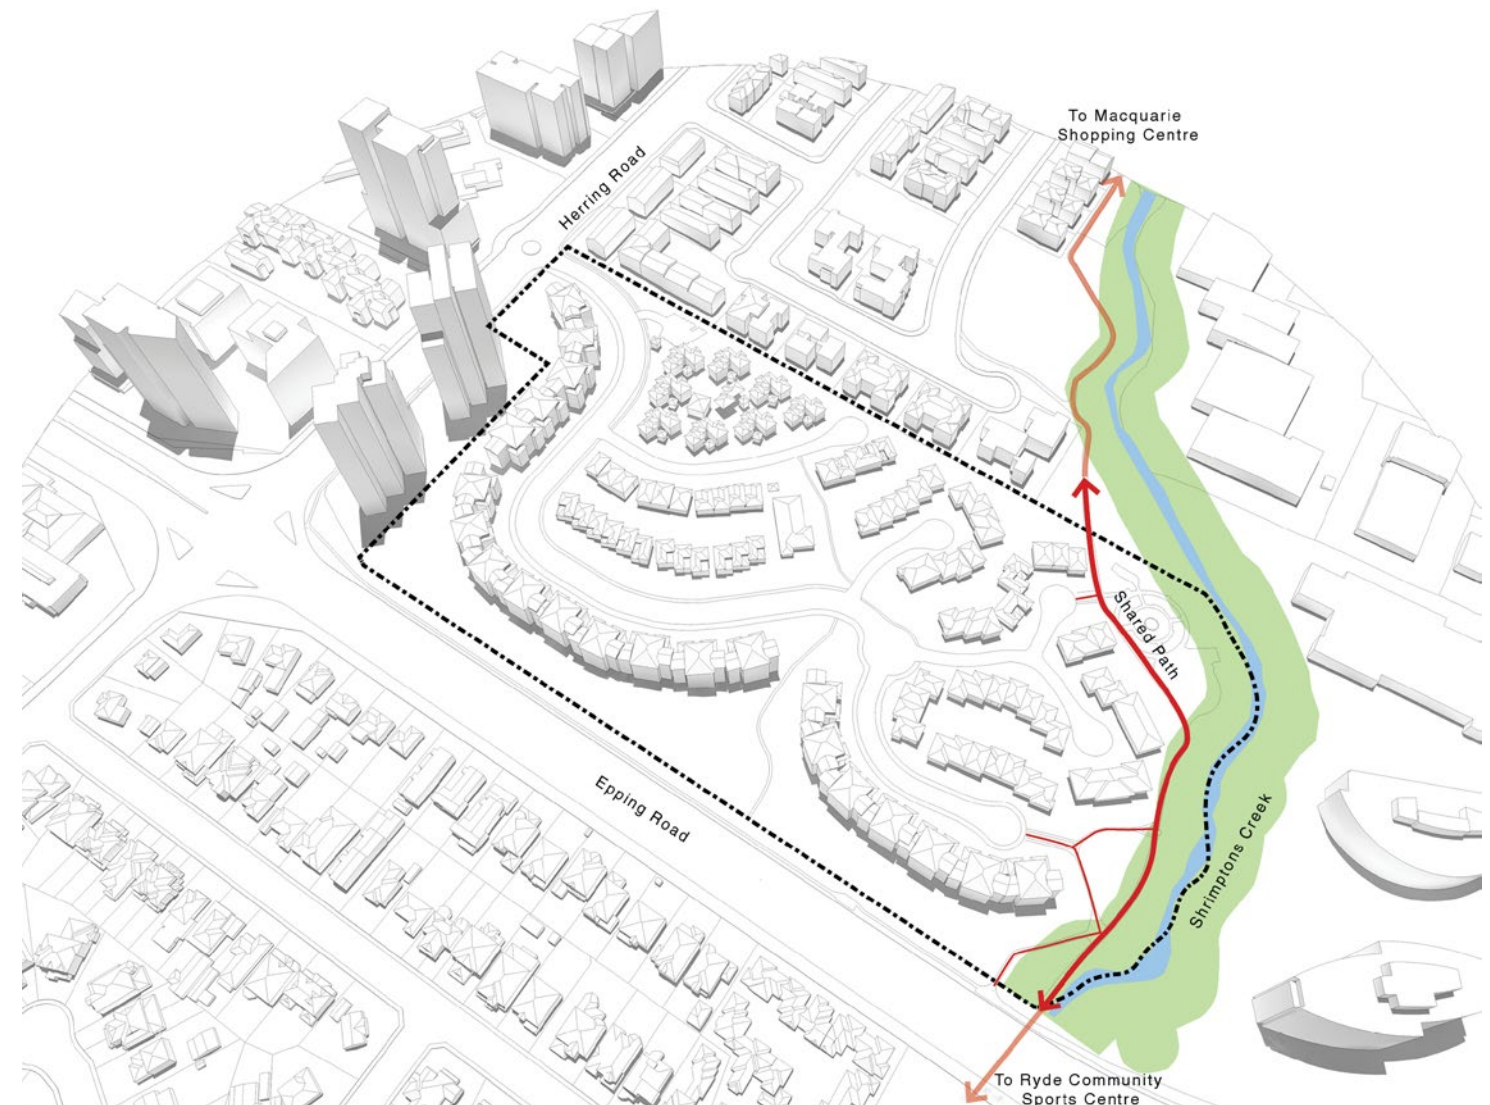 To Macquarie
Shopping Centre
Herring Road
Shared Path
Epping Road
Shrimptons Creek
To Ryde Community
Sports Centre